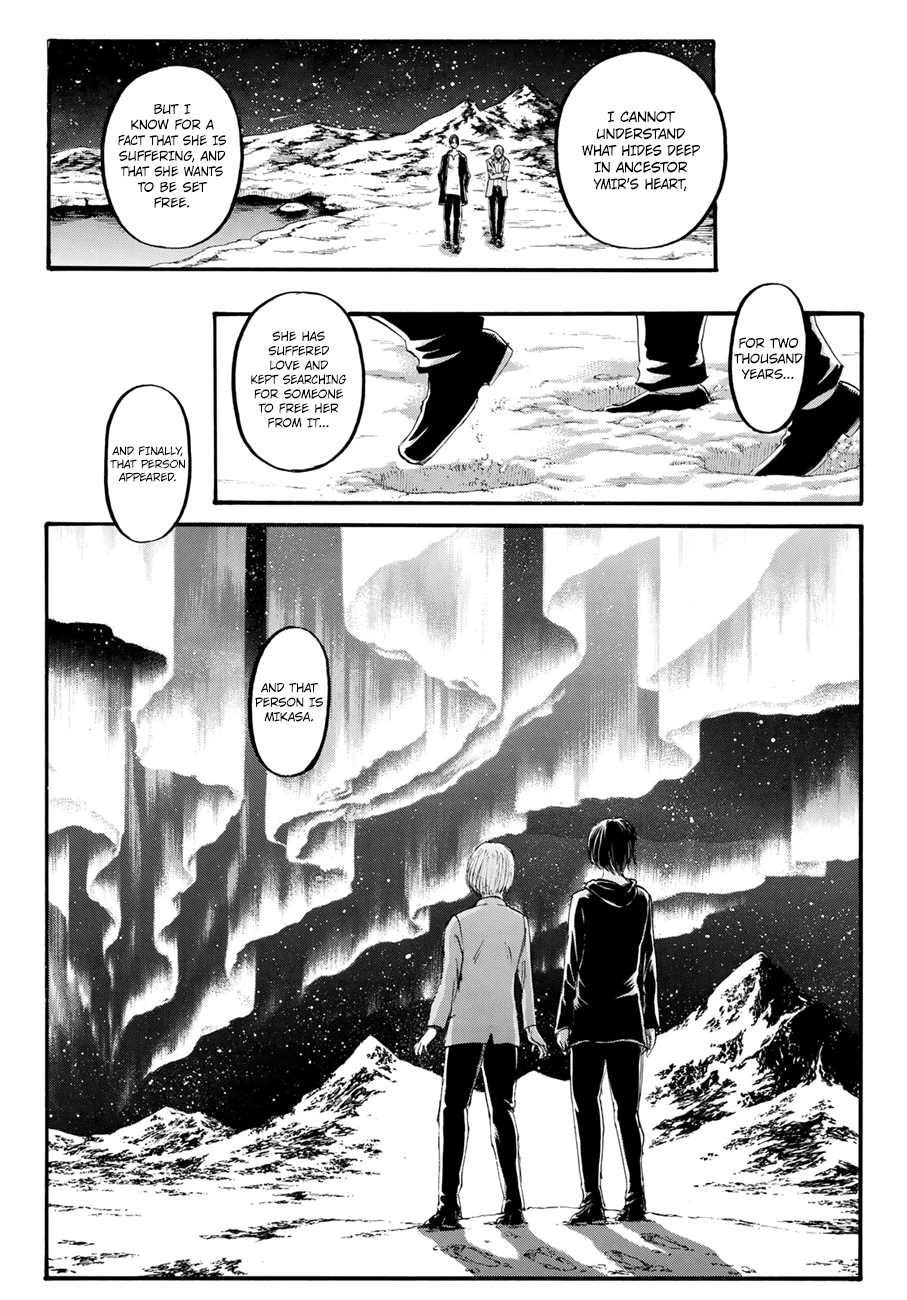 I CANNOT
UNDERSTAND
WHAT HIDES DEEP
IN ANCESTOR
YMIR'S HEART,
BUT I
KNOW FOR A
FACT THAT SHE IS
SUFFERING, AND
THAT SHE WANTS
TO BE SET
FREE.
FOR TWO
THOUSAND
YEARS...
SHE HAS
SUFFERED
LOVE AND
KEPT SEARCHING
FOR SOMEONE
TO FREE HER
FROM IT...
AND FINALLY,
THAT PERSON
APPEARED.
AND THAT
PERSON IS
MIKASA.